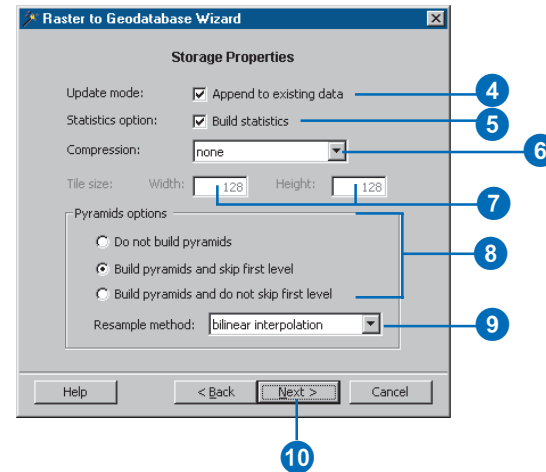 Raster to Geodatabase Wizard
Storage Properties
Update mode: Append to existing data 4
Statistics option: Build statistics 5
Compression: none 6
Tile size: Width: 128 Height: 128 7
Pyramids options
Do not build pyramids
8
Build pyramids and skip first level
Build pyramids and do not skip first level
Resample method: bilinear interpolation 9
Help < Back Next > Cancel
10